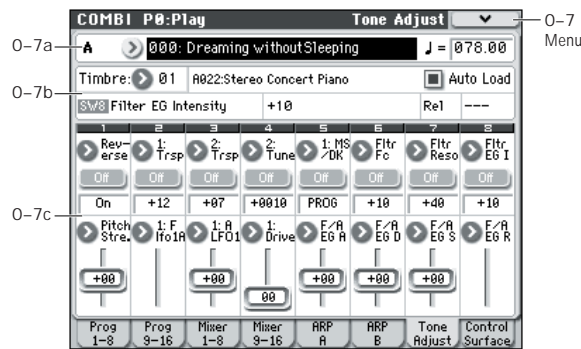 COMBI P0:Play Tone Adjust
0–7
Menu
0–7a
A 000: Dreaming withoutSleeping ♩= 078.00
Timbre: 01 A022:Stereo Concert Piano Auto Load
0–7b
SW8 Filter EG Intensity +10 Rel ---
1 2 3 4 5 6 7 8
Rev-erse 1: Trsp 2: Trsp 2: Tune 1: MS/DK Fltr Fc Fltr Reso Fltr EG I
Off Off Off Off Off Off Off Off
On +12 +07 +0010 PROG +10 +40 +10
0–7c
Pitch Stre. 1: F lfo1A 1: A LFO1 1: Drive F/A EG A F/A EG D F/A EG S F/A EG R
+00 +00 00 +00 +00 +00
Prog 1–8 Prog 9–16 Mixer 1–8 Mixer 9–16 ARP A ARP B Tone Adjust Control Surface